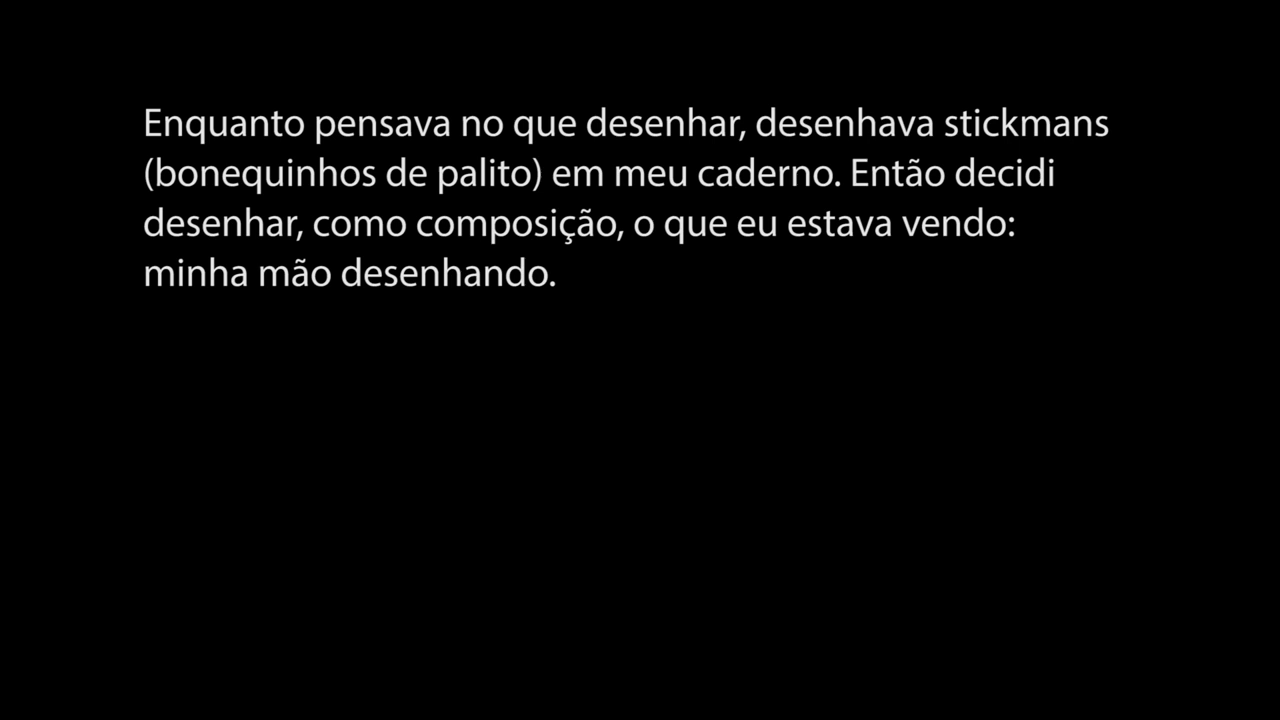 Enquanto pensava no que desenhar, desenhava stickmans
(bonequinhos de palito) em meu caderno. Então decidi
desenhar, como composição, o que eu estava vendo:
minha mão desenhando.